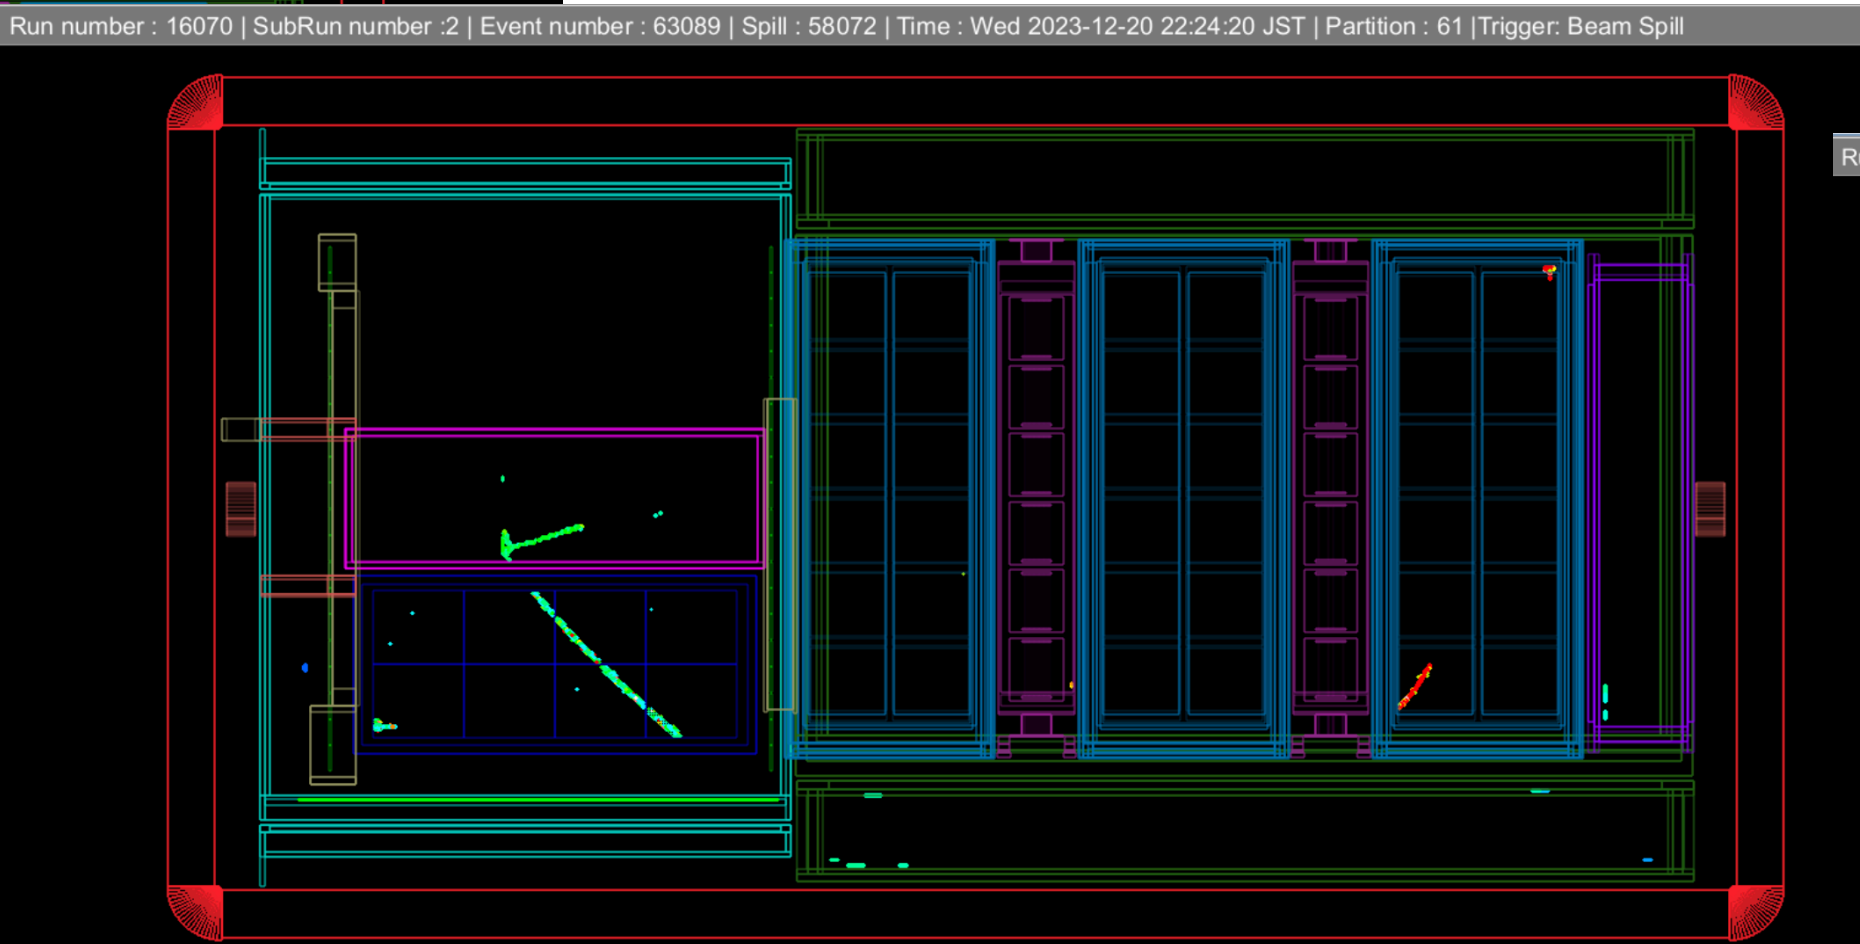 Run number : 16070 | SubRun number :2 | Event number : 63089 | Spill : 58072 | Time : Wed 2023-12-20 22:24:20 JST | Partition : 61 |Trigger: Beam Spill